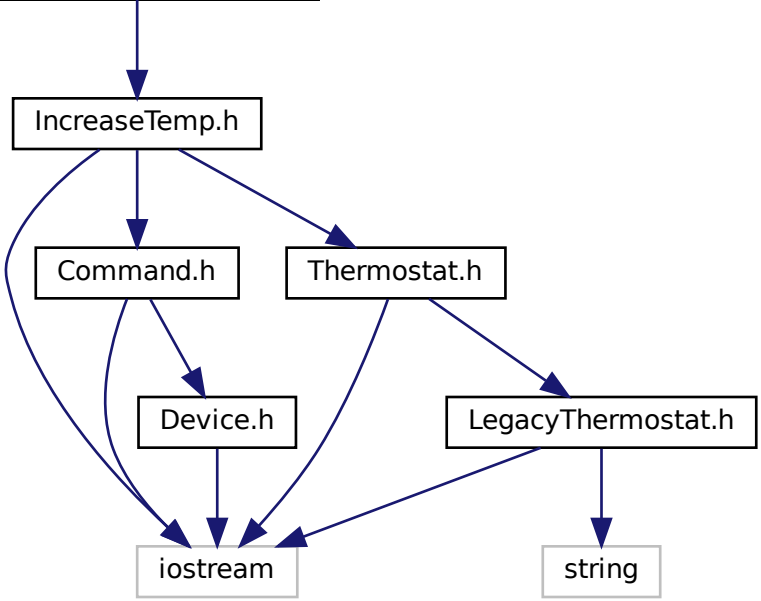 IncreaseTemp.h
Command.h
Thermostat.h
Device.h
LegacyThermostat.h
iostream
string